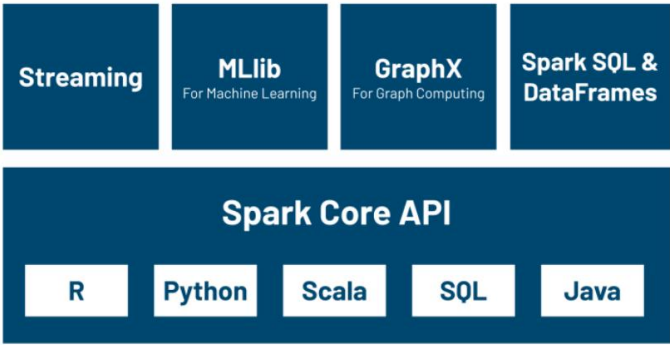 Streaming
MLlib
For Machine Learning
GraphX
For Graph Computing
Spark SQL &
DataFrames
Spark Core API
R
Python
Scala
SQL
Java